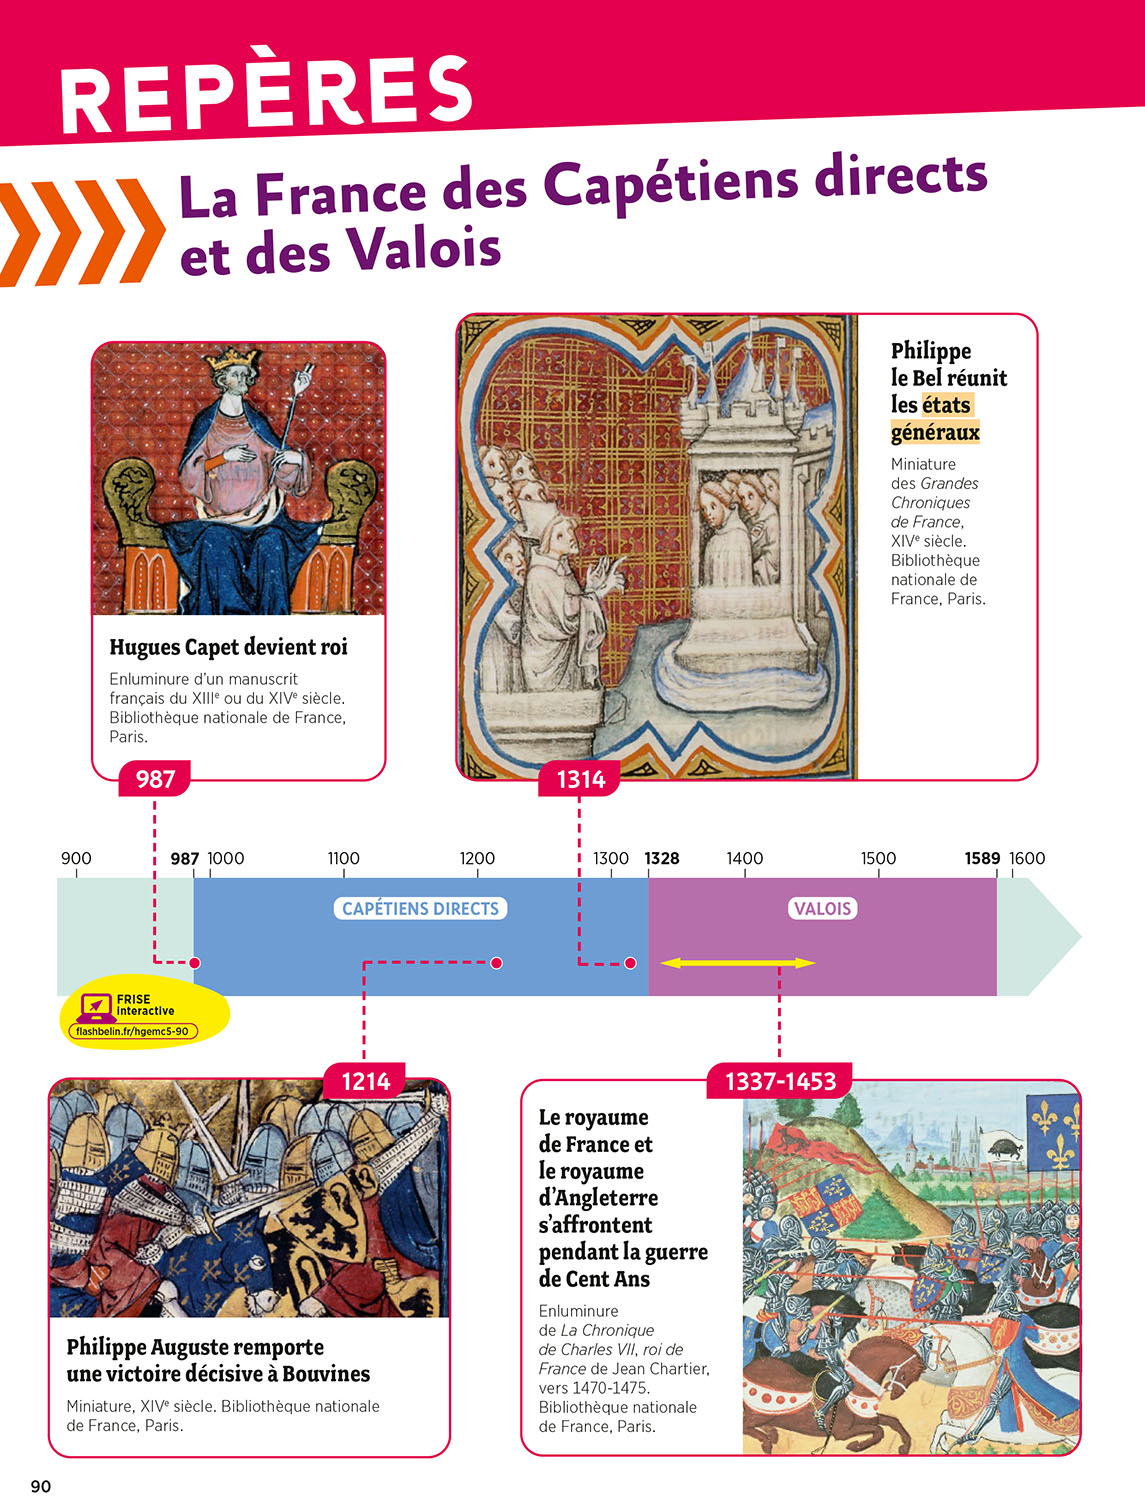 REPÈRES
La France des Capétiens directs
et des Valois
Hugues Capet devient roi
Enluminure d'un manuscrit
français du XIIIe ou du XIVe siècle.
Bibliothèque nationale de France,
Paris.
987
Philippe
le Bel réunit
les états
généraux
Miniature
des Grandes
Chroniques
de France,
XIVe siècle.
Bibliothèque
nationale de
France, Paris.
1314
900 987 1000 1100 1200 1300 1328 1400 1500 1589 1600
CAPÉTIENS DIRECTS
VALOIS
FRISE
interactive
flashbelin.fr/hgemc5-90
1214
Philippe Auguste remporte
une victoire décisive à Bouvines
Miniature, XIVe siècle. Bibliothèque nationale
de France, Paris.
1337-1453
Le royaume
de France et
le royaume
d'Angleterre
s'affrontent
pendant la guerre
de Cent Ans
Enluminure
de La Chronique
de Charles VII, roi de
France de Jean Chartier,
vers 1470-1475.
Bibliothèque nationale
de France, Paris.
90